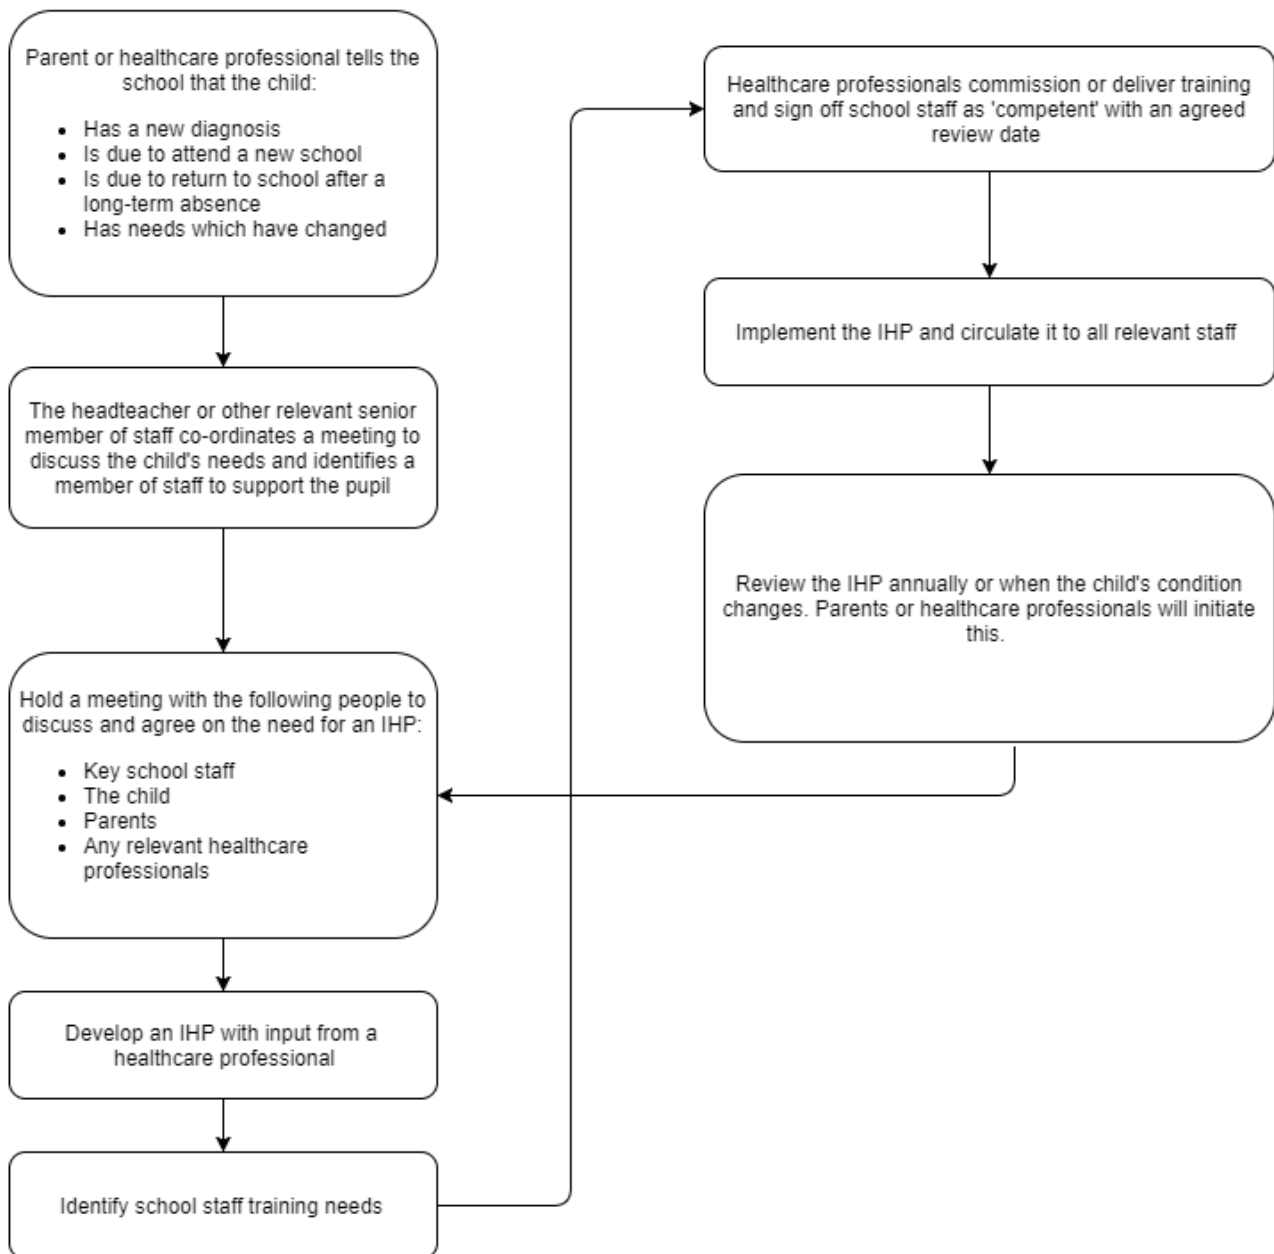 Parent or healthcare professional tells the
school that the child:
• Has a new diagnosis
• Is due to attend a new school
• Is due to return to school after a
long-term absence
• Has needs which have changed
The headteacher or other relevant senior
member of staff co-ordinates a meeting to
discuss the child's needs and identifies a
member of staff to support the pupil
Hold a meeting with the following people to
discuss and agree on the need for an IHP:
• Key school staff
• The child
• Parents
• Any relevant healthcare
professionals
Develop an IHP with input from a
healthcare professional
Identify school staff training needs
Healthcare professionals commission or deliver training
and sign off school staff as 'competent' with an agreed
review date
Implement the IHP and circulate it to all relevant staff
Review the IHP annually or when the child's condition
changes. Parents or healthcare professionals will initiate
this.